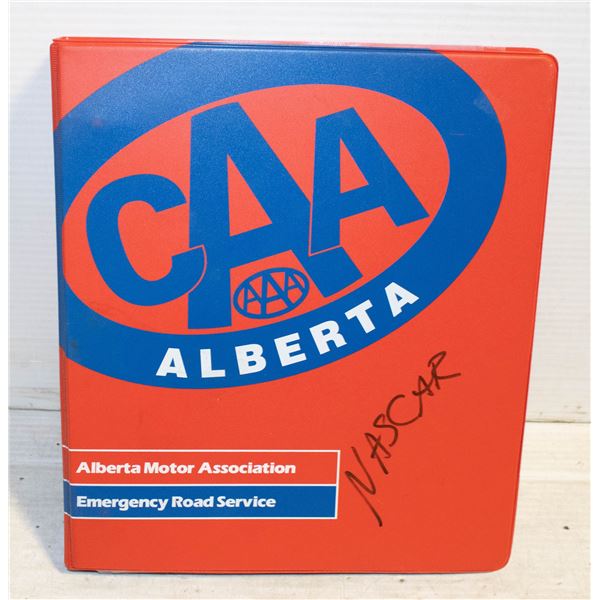 CAA
AAA
ALBERTA
NASCAR
Alberta Motor Association
Emergency Road Service